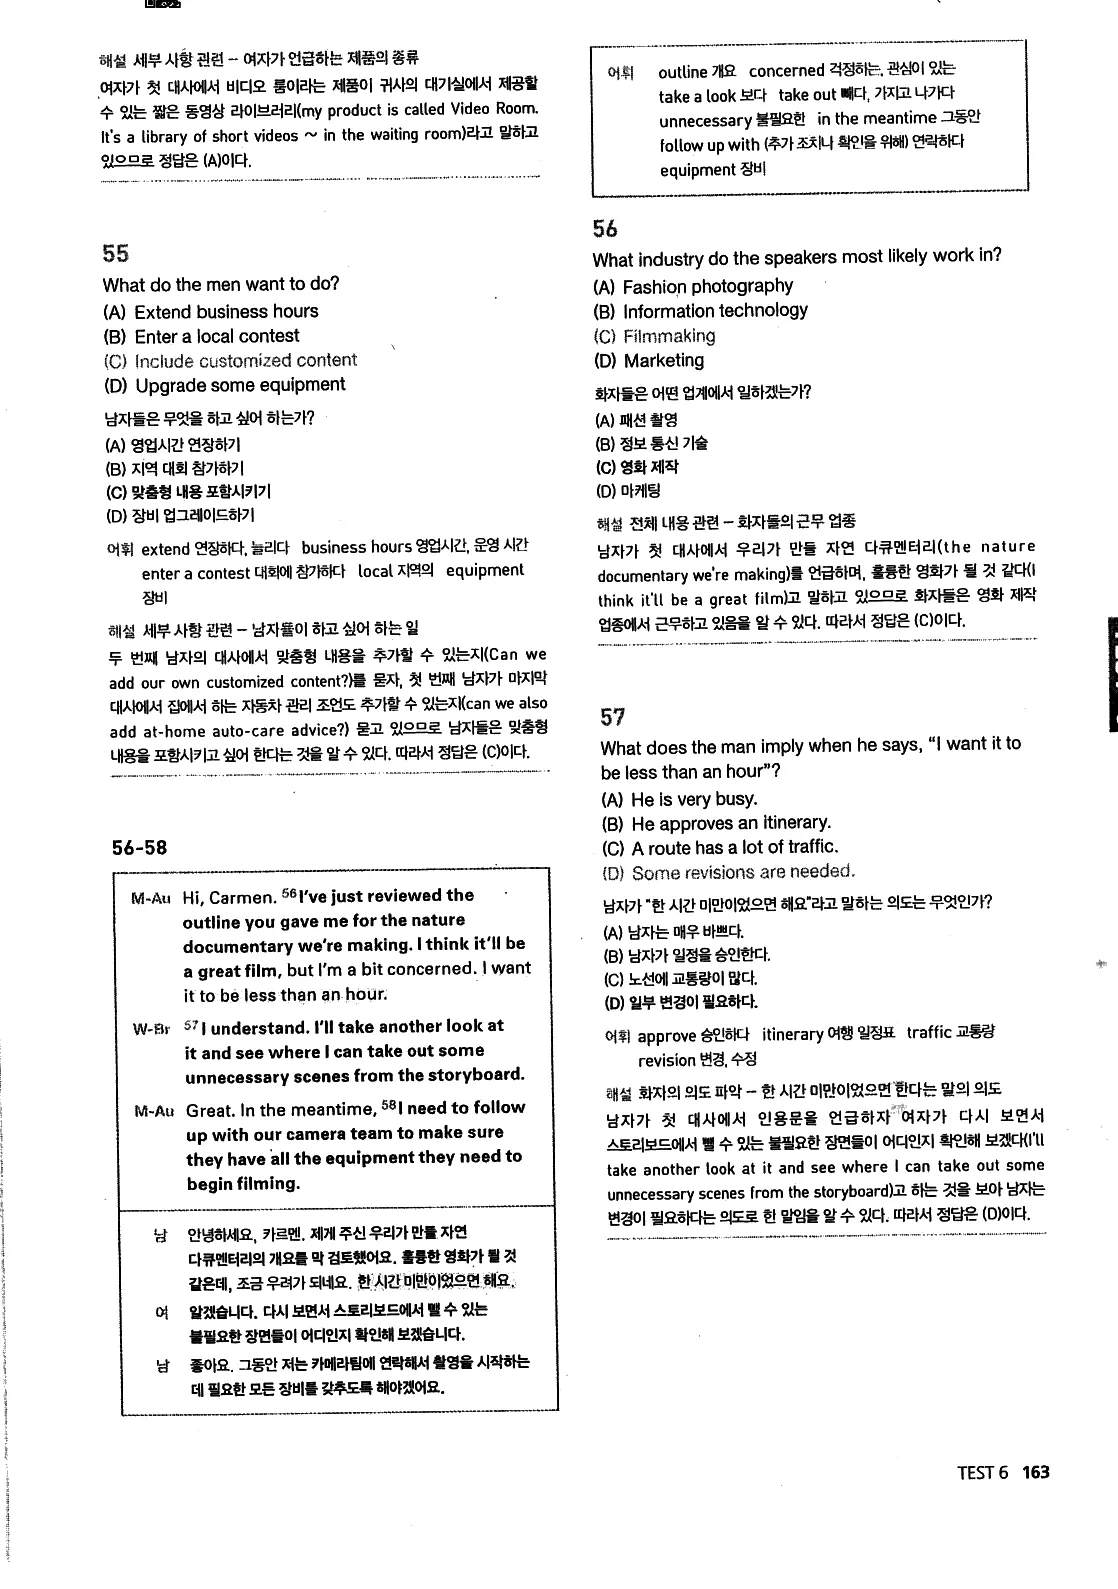 해설 세부 사항 관련 – 여자가 언급하는 제품의 종류
여자가 첫 대사에서 비디오 룸이라는 제품이 귀사의 대기실에서 제공할
수 있는 짧은 동영상 라이브러리(my product is called Video Room.
It's a library of short videos ~ in the waiting room)라고 말하고
있으므로 정답은 (A)이다.
55
What do the men want to do?
(A) Extend business hours
(B) Enter a local contest
(C) Include customized content
(D) Upgrade some equipment
남자들은 무엇을 하고 싶어 하는가?
(A) 영업시간 연장하기
(B) 지역 대회 참가하기
(C) 맞춤형 내용 포함시키기
(D) 장비 업그레이드하기
어휘 extend 연장하다, 늘리다 business hours 영업시간, 운영 시간
enter a contest 대회에 참가하다 local 지역의 equipment
장비
해설 세부 사항 관련 – 남자들이 하고 싶어 하는 일
두 번째 남자의 대사에서 맞춤형 내용을 추가할 수 있는지(Can we
add our own customized content?)를 묻자, 첫 번째 남자가 마지막
대사에서 집에서 하는 자동차 관리 조언도 추가할 수 있는지(can we also
add at-home auto-care advice?) 묻고 있으므로 남자들은 맞춤형
내용을 포함시키고 싶어 한다는 것을 알 수 있다. 따라서 정답은 (C)이다.
56-58
M-Au Hi, Carmen. 56 I've just reviewed the
outline you gave me for the nature
documentary we're making. I think it'll be
a great film, but I'm a bit concerned. I want
it to be less than an hour.
W-Br 57 I understand. I'll take another look at
it and see where I can take out some
unnecessary scenes from the storyboard.
M-Au Great. In the meantime, 58 I need to follow
up with our camera team to make sure
they have all the equipment they need to
begin filming.
남 안녕하세요, 카르멘. 제게 주신 우리가 만들 자연
다큐멘터리의 개요를 막 검토했어요. 훌륭한 영화가 될 것
같은데, 조금 우려가 되네요. 한 시간 미만이었으면 해요.
여 알겠습니다. 다시 보면서 스토리보드에서 뺄 수 있는
불필요한 장면들이 어디인지 확인해 보겠습니다.
남 좋아요. 그동안 저는 카메라팀에 연락해서 촬영을 시작하는
데 필요한 모든 장비를 갖추도록 해야겠어요.
어휘 outline 개요 concerned 걱정하는, 관심이 있는
take a look 보다 take out 빼다, 가지고 나가다
unnecessary 불필요한 in the meantime 그동안
follow up with (추가 조치나 확인을 위해) 연락하다
equipment 장비
56
What industry do the speakers most likely work in?
(A) Fashion photography
(B) Information technology
(C) Filmmaking
(D) Marketing
화자들은 어떤 업계에서 일하겠는가?
(A) 패션 촬영
(B) 정보 통신 기술
(C) 영화 제작
(D) 마케팅
해설 전체 내용 관련 – 화자들의 근무 업종
남자가 첫 대사에서 우리가 만들 자연 다큐멘터리(the nature
documentary we're making)를 언급하며, 훌륭한 영화가 될 것 같다(I
think it'll be a great film)고 말하고 있으므로 화자들은 영화 제작
업종에서 근무하고 있음을 알 수 있다. 따라서 정답은 (C)이다.
57
What does the man imply when he says, “I want it to
be less than an hour”?
(A) He is very busy.
(B) He approves an itinerary.
(C) A route has a lot of traffic.
(D) Some revisions are needed.
남자가 "한 시간 미만이었으면 해요"라고 말하는 의도는 무엇인가?
(A) 남자는 매우 바쁘다.
(B) 남자가 일정을 승인한다.
(C) 노선에 교통량이 많다.
(D) 일부 변경이 필요하다.
어휘 approve 승인하다 itinerary 여행 일정표 traffic 교통량
revision 변경, 수정
해설 화자의 의도 파악 – 한 시간 미만이었으면 한다는 말의 의도
남자가 첫 대사에서 인용문을 언급하자 여자가 다시 보면서
스토리보드에서 뺄 수 있는 불필요한 장면들이 어디인지 확인해 보겠다(I'll
take another look at it and see where I can take out some
unnecessary scenes from the storyboard)고 하는 것을 보아 남자는
변경이 필요하다는 의도로 한 말임을 알 수 있다. 따라서 정답은 (D)이다.
TEST 6 163